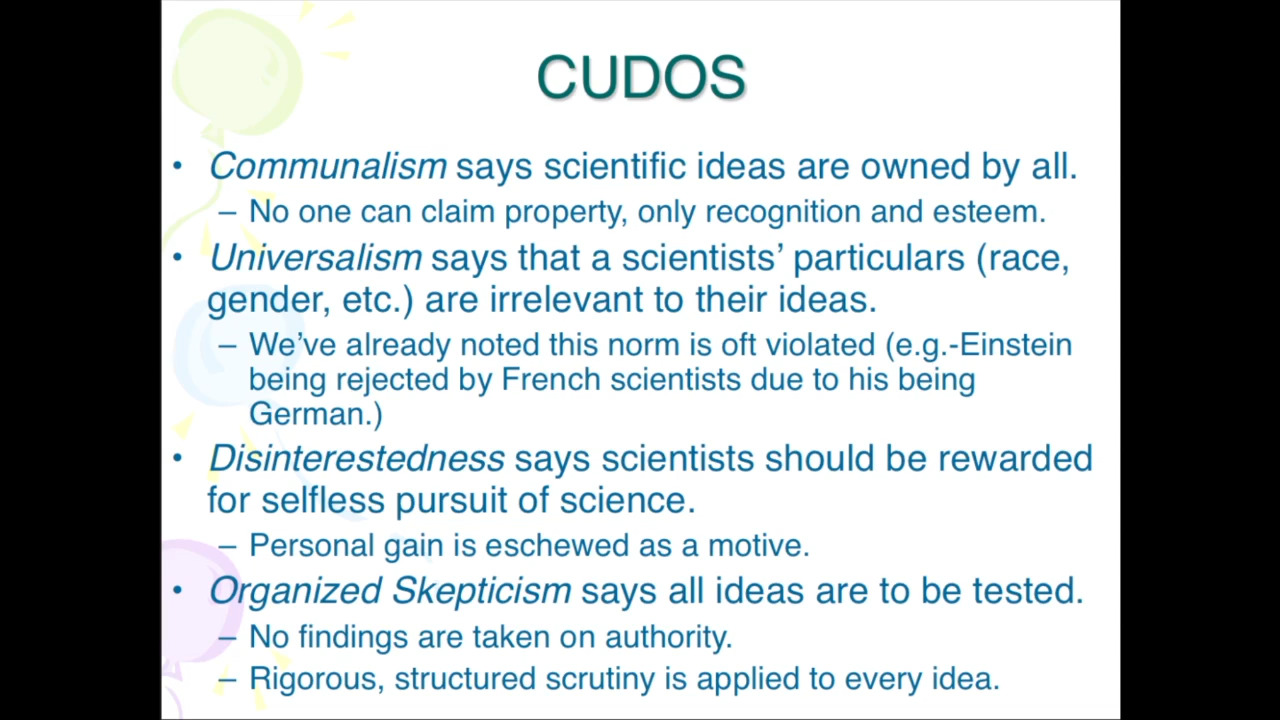 CUDOS
• Communalism says scientific ideas are owned by all.
– No one can claim property, only recognition and esteem.
• Universalism says that a scientists’ particulars (race,
gender, etc.) are irrelevant to their ideas.
– We’ve already noted this norm is oft violated (e.g.-Einstein
being rejected by French scientists due to his being
German.)
• Disinterestedness says scientists should be rewarded
for selfless pursuit of science.
– Personal gain is eschewed as a motive.
• Organized Skepticism says all ideas are to be tested.
– No findings are taken on authority.
– Rigorous, structured scrutiny is applied to every idea.